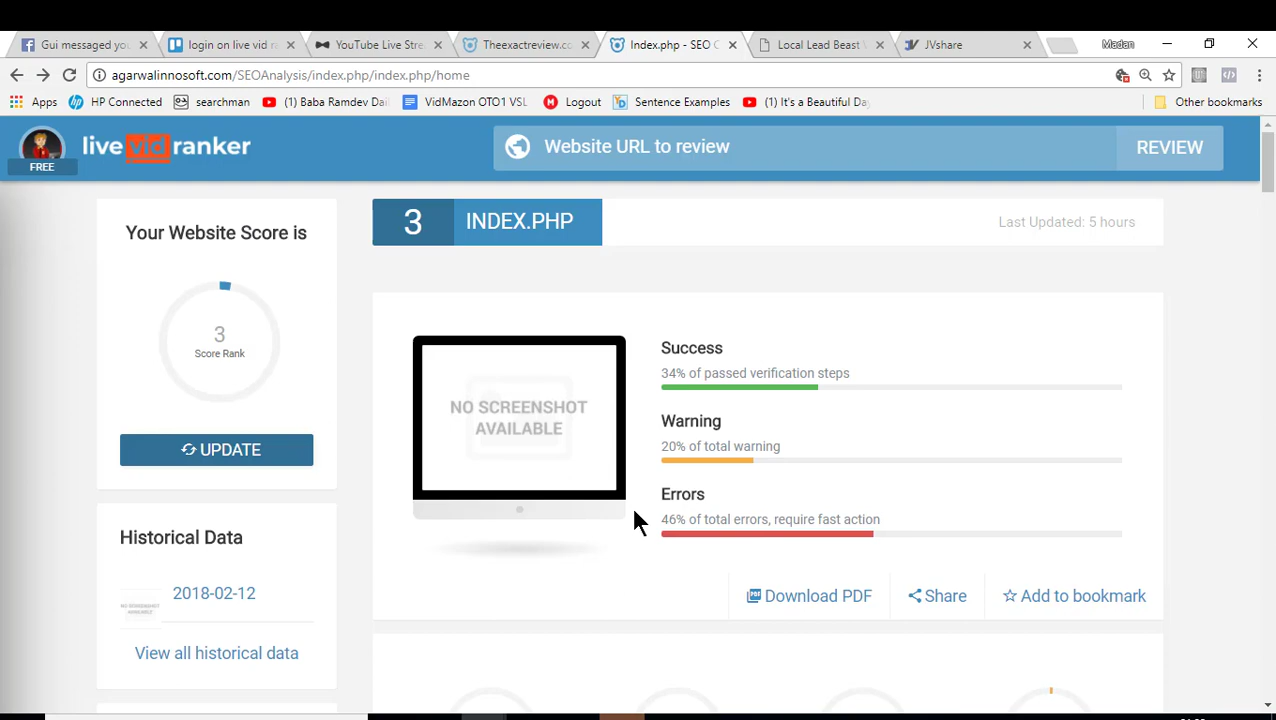 Gui messaged you
login on live vid r
YouTube Live Stre
Theexactreview.co
Index.php - SEO C
Local Lead Beast
JVshare
Madan
agarwalinnosoft.com/SEOAnalysis/index.php/index.php/home
Apps
HP Connected
searchman
(1) Baba Ramdev Dai
VidMazon OTO1 VSL
Logout
Sentence Examples
(1) It's a Beautiful Day
Other bookmarks
FREE
live vid ranker
Website URL to review
REVIEW
Your Website Score is
3
Score Rank
UPDATE
Historical Data
NO SCREENSHOT
AVAILABLE
2018-02-12
View all historical data
3
INDEX.PHP
Last Updated: 5 hours
NO SCREENSHOT
AVAILABLE
Success
34% of passed verification steps
Warning
20% of total warning
Errors
46% of total errors, require fast action
Download PDF
Share
Add to bookmark